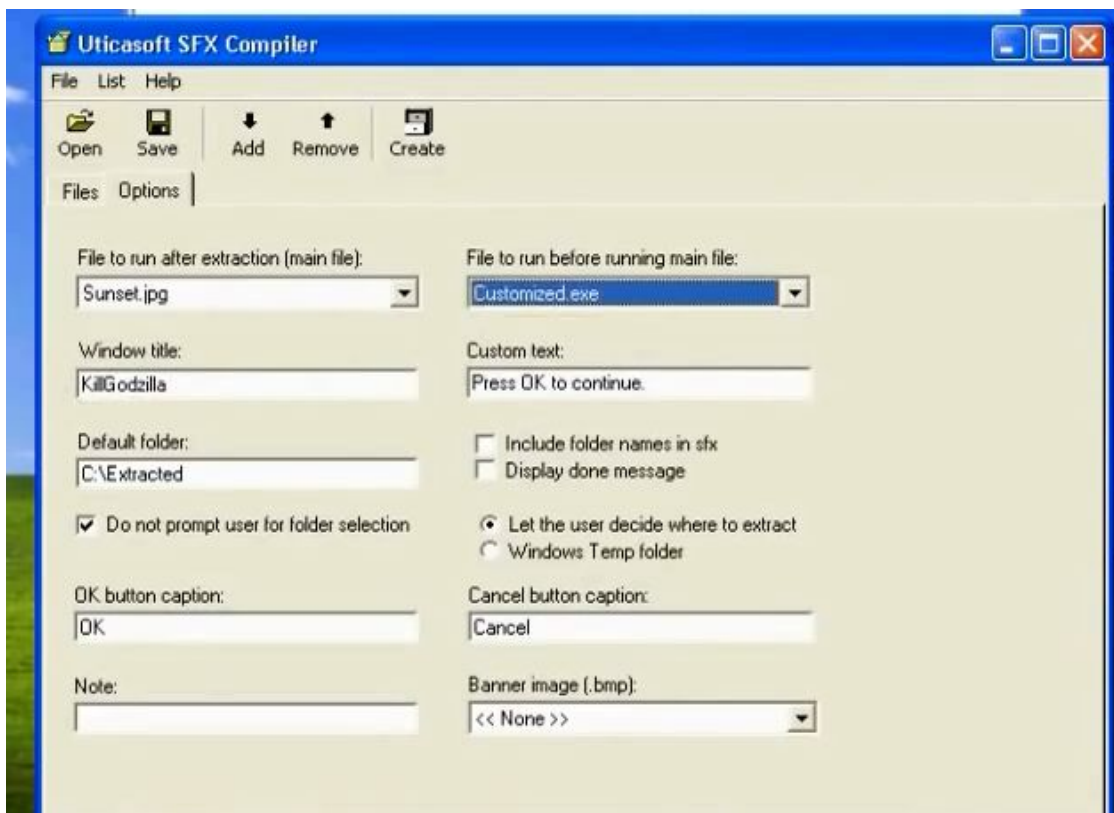 Uticasoft SFX Compiler
File List Help
Open Save Add Remove Create
Files Options
File to run after extraction (main file): File to run before running main file:
Sunset.jpg Customized.exe
Window title: Custom text:
KillGodzilla Press OK to continue.
Default folder: Include folder names in sfx
C:\Extracted Display done message
Do not prompt user for folder selection Let the user decide where to extract
Windows Temp folder
OK button caption: Cancel button caption:
OK Cancel
Note: Banner image (.bmp):
<< None >>